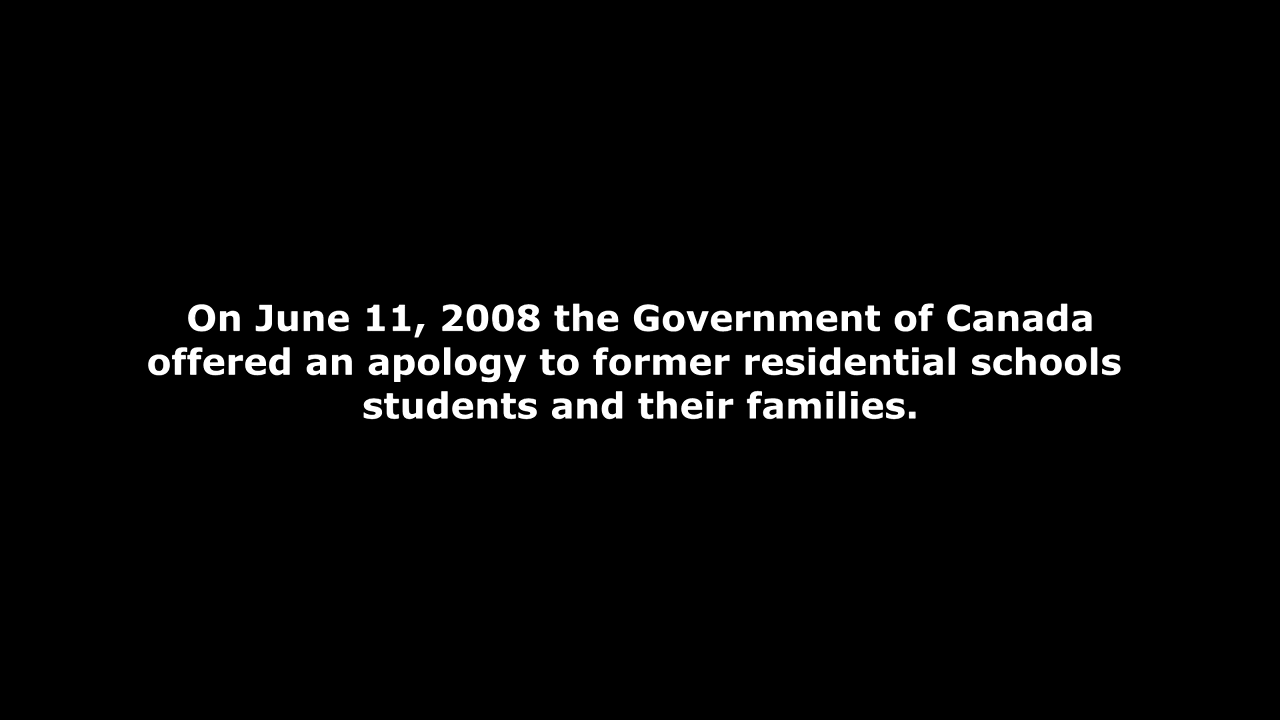 On June 11, 2008 the Government of Canada
offered an apology to former residential schools
students and their families.